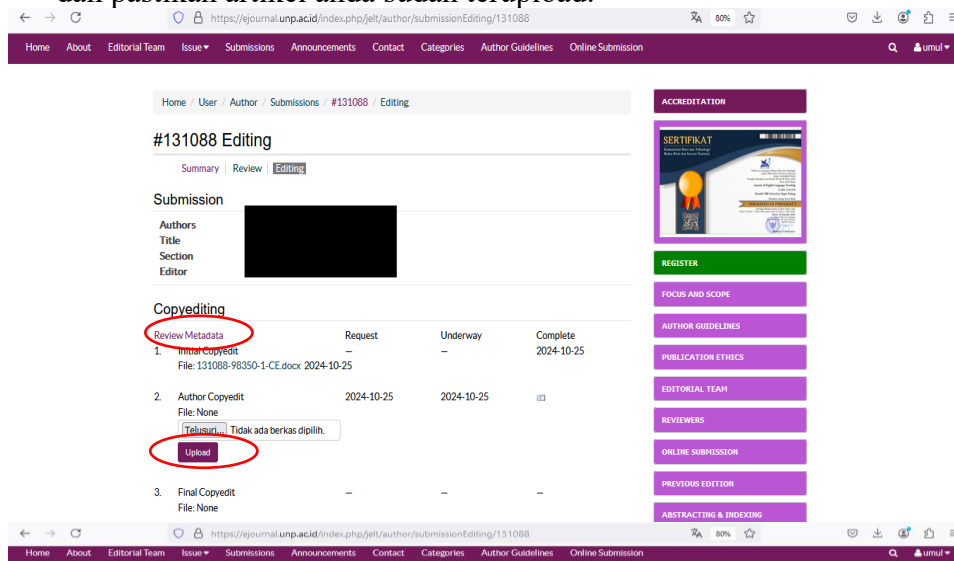 dan pastikan artikel anda sudah terupload.
https://ejournal.unp.ac.id/index.php/jelt/author/submissionEditing/131088 80%
Home About Editorial Team Issue Submissions Announcements Contact Categories Author Guidelines Online Submission umul
Home / User / Author / Submissions / #131088 / Editing
#131088 Editing
Summary Review Editing
Submission
Authors
Title
Section
Editor
Copyediting
Review Metadata Request Underway Complete
1. Initial Copyedit – – 2024-10-25
File: 131088-98350-1-CE.docx 2024-10-25
2. Author Copyedit 2024-10-25 2024-10-25
File: None
Telusuri... Tidak ada berkas dipilih.
Upload
3. Final Copyedit – – –
File: None
ACCREDITATION
SERTIFIKAT
REGISTER
FOCUS AND SCOPE
AUTHOR GUIDELINES
PUBLICATION ETHICS
EDITORIAL TEAM
REVIEWERS
ONLINE SUBMISSION
PREVIOUS EDITION
ABSTRACTING & INDEXING
https://ejournal.unp.ac.id/index.php/jelt/author/submissionEditing/131088 80%
Home About Editorial Team Issue Submissions Announcements Contact Categories Author Guidelines Online Submission umul